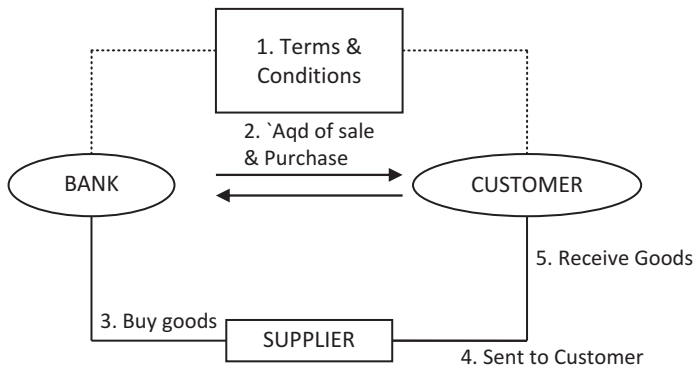 1. Terms &
Conditions
2. `Aqd of sale
& Purchase
BANK
CUSTOMER
5. Receive Goods
3. Buy goods
SUPPLIER
4. Sent to Customer